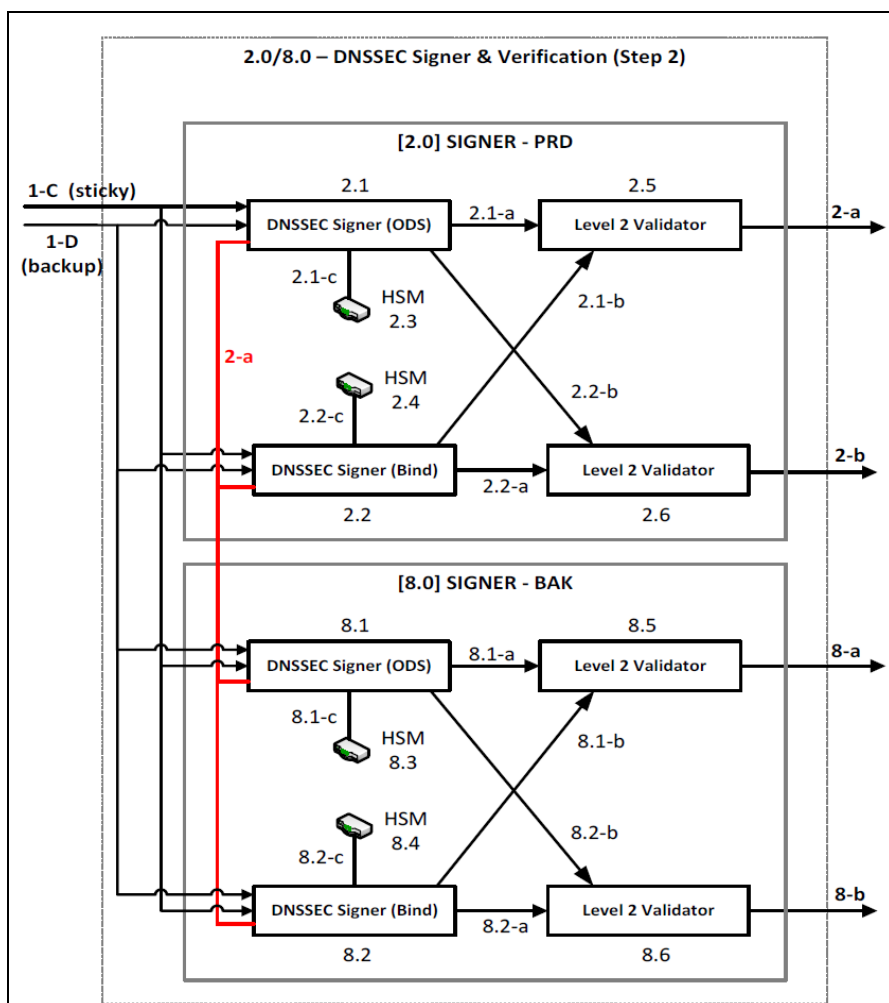 2.0/8.0 – DNSSEC Signer & Verification (Step 2)
[2.0] SIGNER - PRD
1-C (sticky)
1-D
(backup)
2.1
2.5
DNSSEC Signer (ODS)
2.1-a
Level 2 Validator
2-a
2.1-c
HSM
2.3
2.1-b
2-a
HSM
2.4
2.2-c
2.2-b
DNSSEC Signer (Bind)
2.2-a
Level 2 Validator
2-b
2.2
2.6
[8.0] SIGNER - BAK
8.1
8.5
DNSSEC Signer (ODS)
8.1-a
Level 2 Validator
8-a
8.1-c
HSM
8.3
8.1-b
HSM
8.4
8.2-c
8.2-b
DNSSEC Signer (Bind)
8.2-a
Level 2 Validator
8-b
8.2
8.6